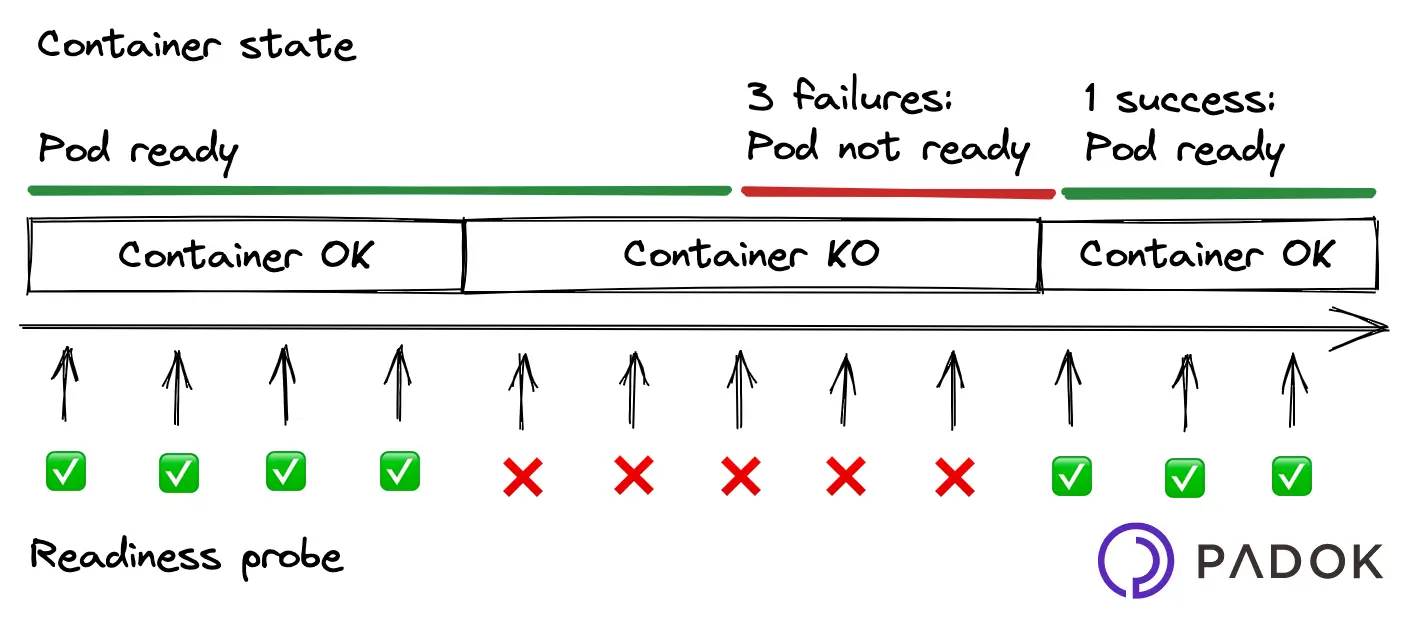 Container state
Pod ready
3 failures:
Pod not ready
1 success:
Pod ready
Container OK
Container KO
Container OK
Readiness probe
PADOK